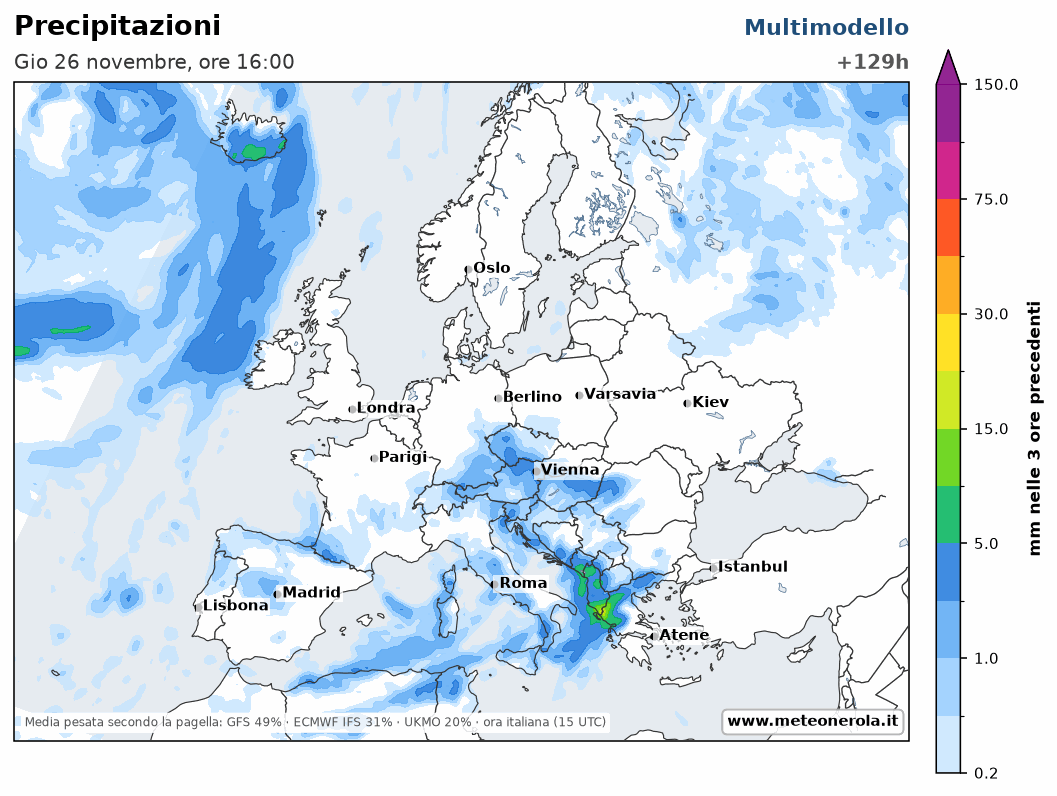 Precipitazioni
Multimodello
Gio 26 novembre, ore 16:00
+129h
150.0
75.0
30.0
15.0
5.0
1.0
0.2
mm nelle 3 ore precedenti
Oslo
Berlino
Varsavia
Kiev
Londra
Parigi
Vienna
Istanbul
Roma
Madrid
Lisbona
Atene
Media pesata secondo la pagella: GFS 49% · ECMWF IFS 31% · UKMO 20% · ora italiana (15 UTC)
www.meteonerola.it